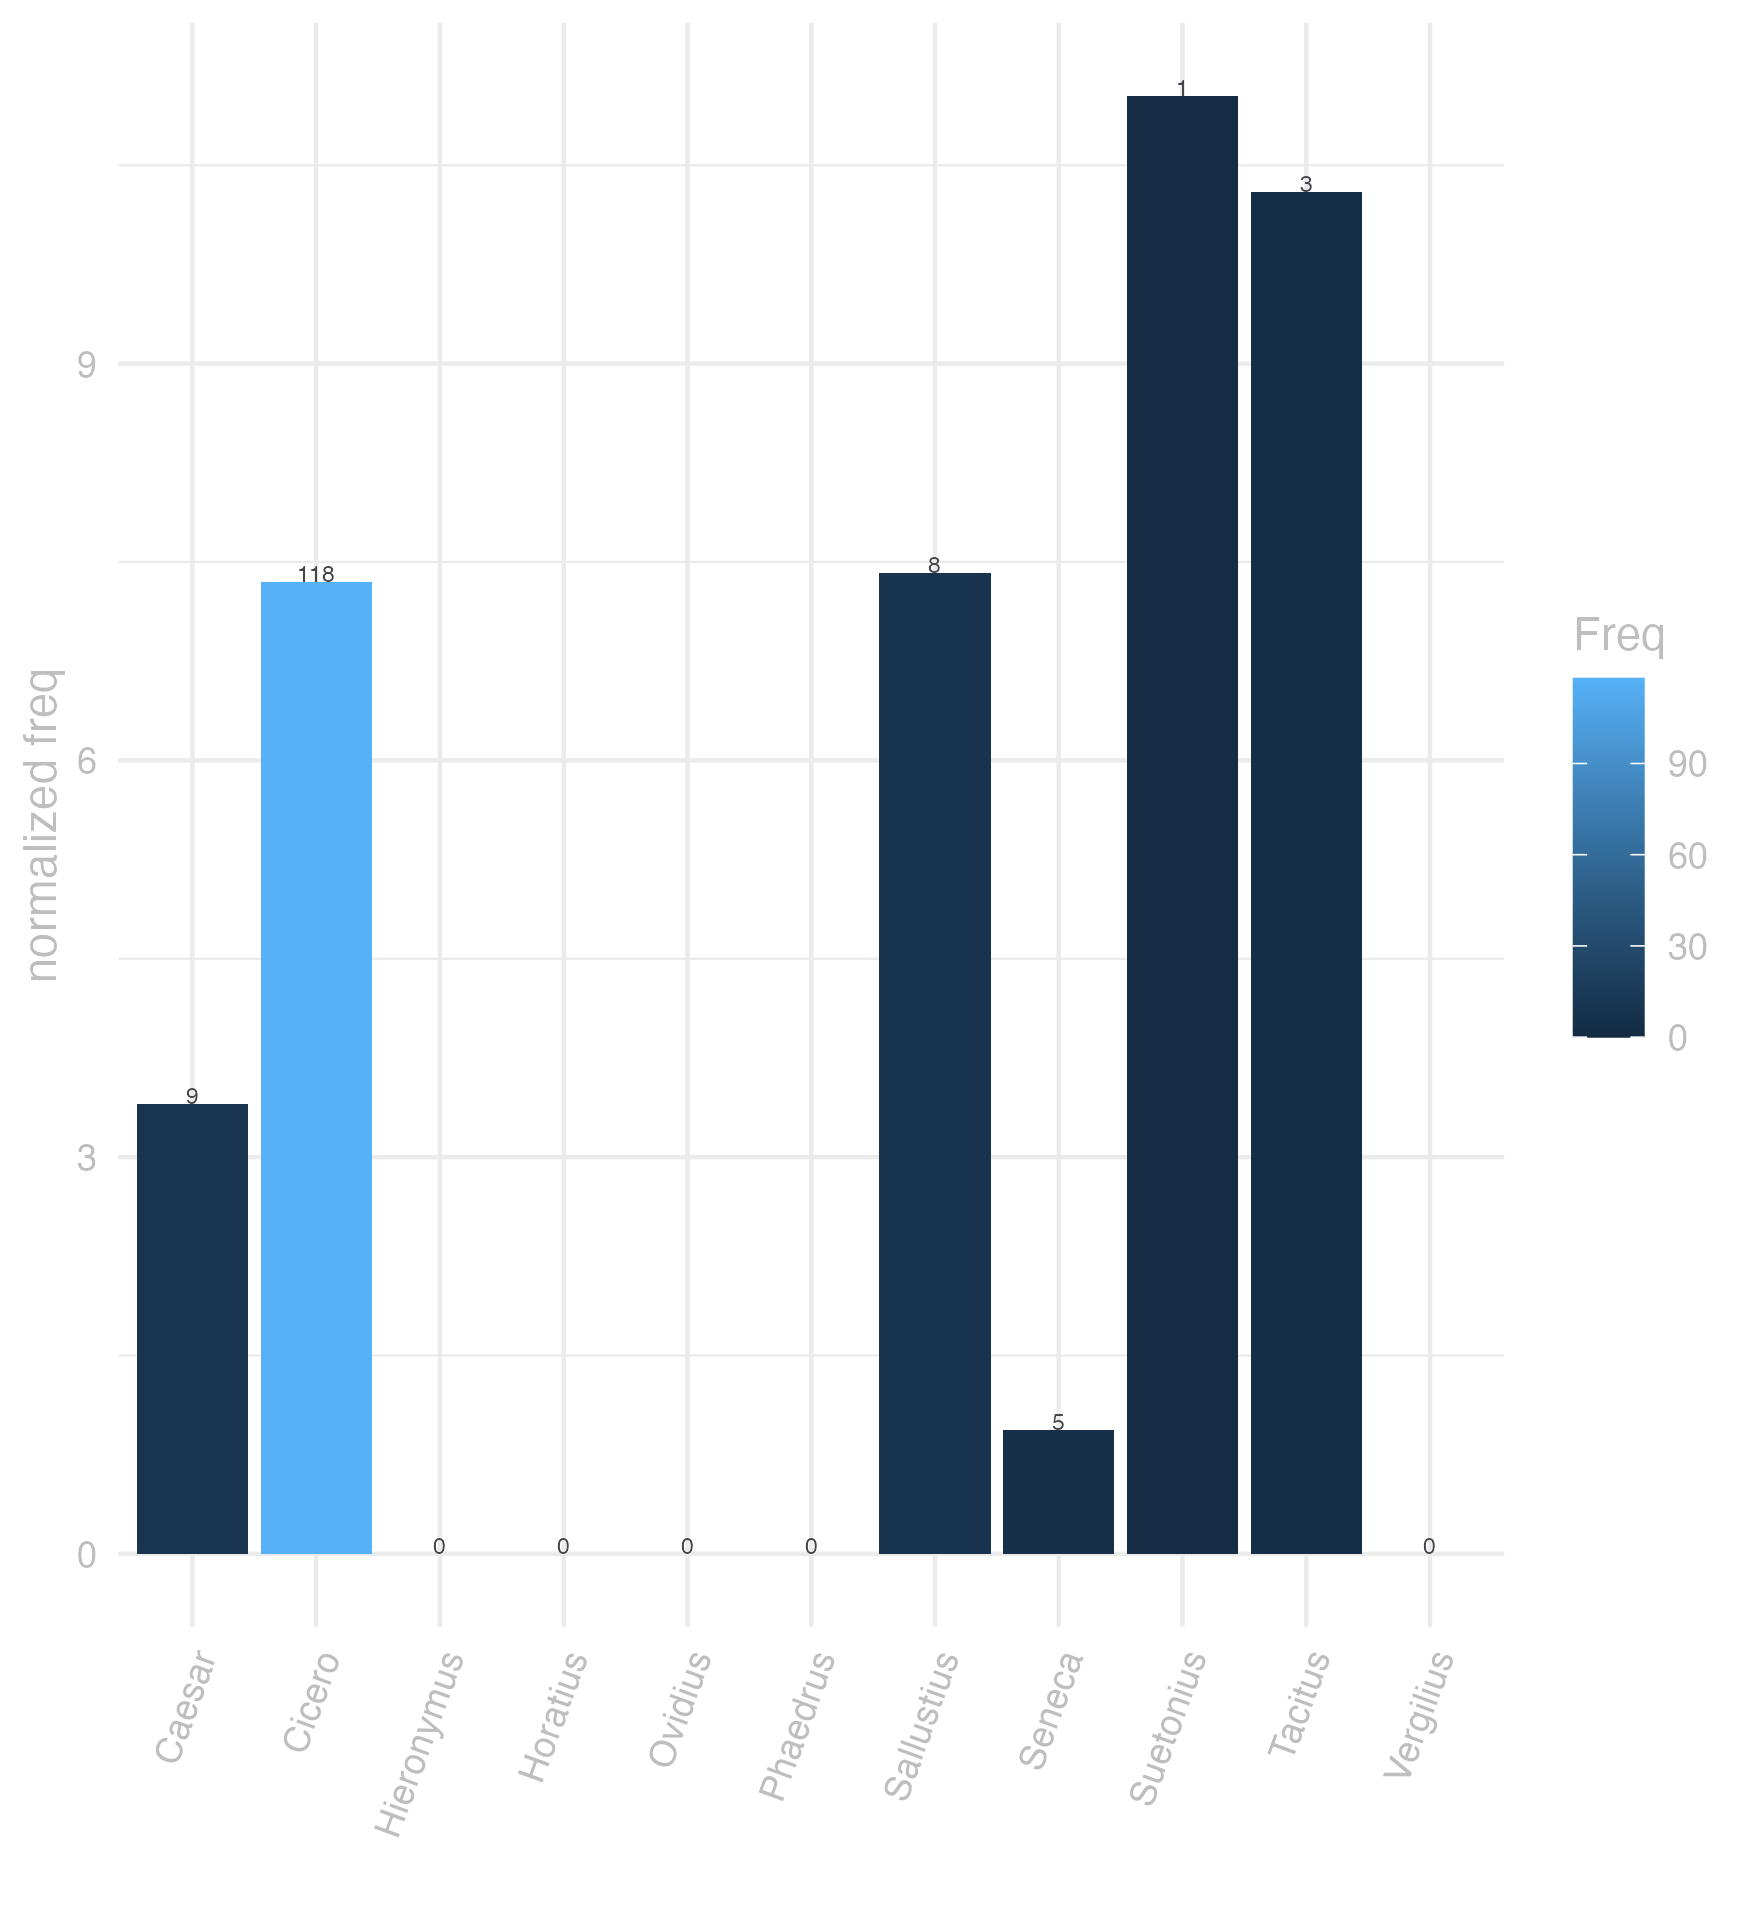 1
3
9
118
8
6
normalized freq
Freq
90
60
30
0
9
3
5
0
0
0
0
0
0
Caesar
Cicero
Hieronymus
Horatius
Ovidius
Phaedrus
Sallustius
Seneca
Suetonius
Tacitus
Vergilius